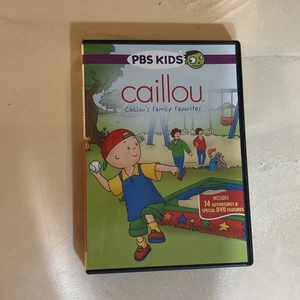 PBS KIDS
caillou
Caillou's Family Favorites
INCLUDES
14 ADVENTURES &
SPECIAL DVD FEATURES